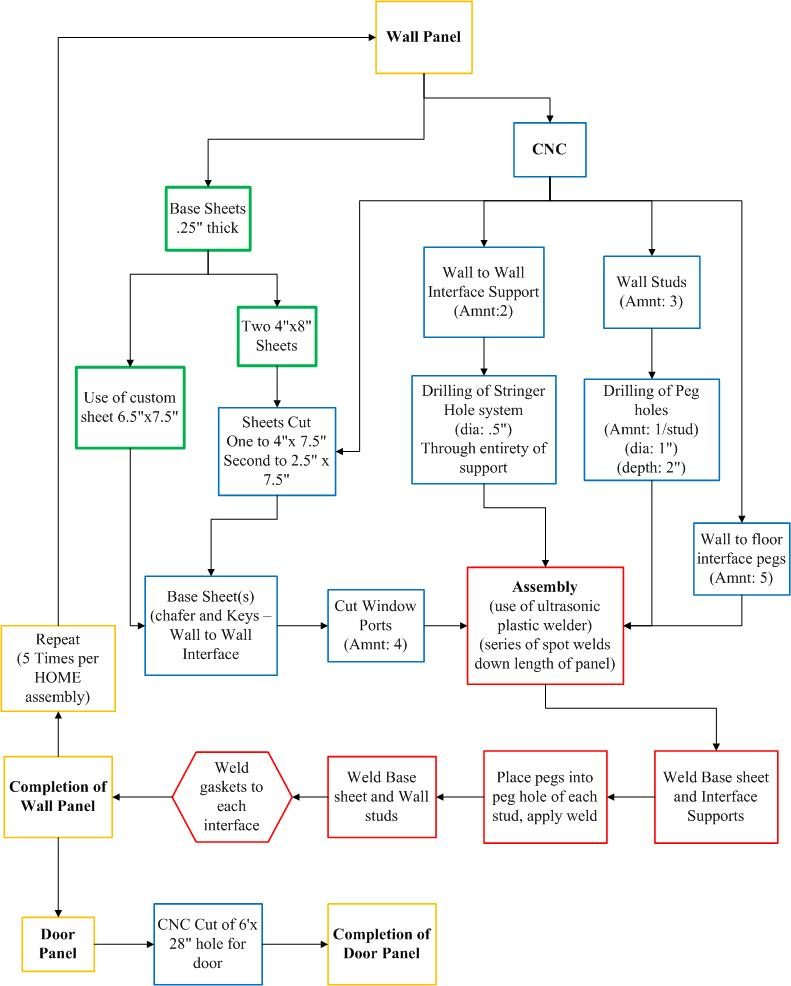 Wall Panel
CNC
Base Sheets
.25" thick
Wall to Wall
Interface Support
(Amnt:2)
Wall Studs
(Amnt: 3)
Two 4"x8"
Sheets
Use of custom
sheet 6.5"x7.5"
Sheets Cut
One to 4"x 7.5"
Second to 2.5" x
7.5"
Drilling of Stringer
Hole system
(dia: .5")
Through entirety of
support
Drilling of Peg
holes
(Amnt: 1/stud)
(dia: 1")
(depth: 2")
Wall to floor
interface pegs
(Amnt: 5)
Base Sheet(s)
(chafer and Keys –
Wall to Wall
Interface
Cut Window
Ports
(Amnt: 4)
Assembly
(use of ultrasonic
plastic welder)
(series of spot welds
down length of panel)
Repeat
(5 Times per
HOME
assembly)
Completion of
Wall Panel
Weld
gaskets to
each
interface
Weld Base
sheet and Wall
studs
Place pegs into
peg hole of each
stud, apply weld
Weld Base sheet
and Interface
Supports
Door
Panel
CNC Cut of 6'x
28" hole for
door
Completion of
Door Panel